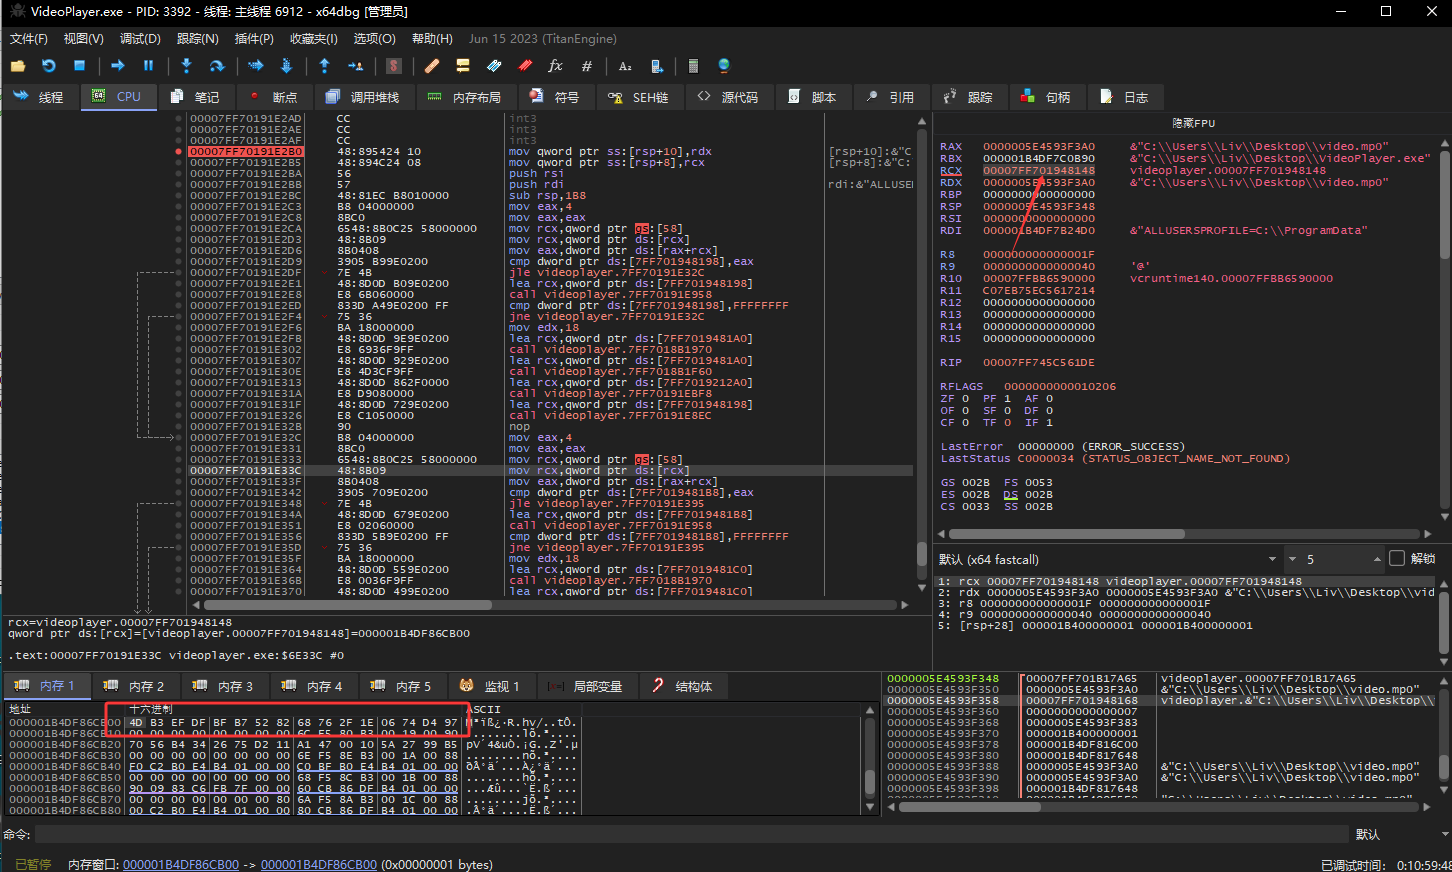 VideoPlayer.exe - PID: 3392 - 线程: 主线程 6912 - x64dbg [管理员]
文件(F) 视图(V) 调试(D) 跟踪(N) 插件(P) 收藏夹(I) 选项(O) 帮助(H) Jun 15 2023 (TitanEngine)
线程 CPU 笔记 断点 调用堆栈 内存布局 符号 SEH链 源代码 脚本 引用 跟踪 句柄 日志
00007FF70191E2AD CC int3
00007FF70191E2AE CC int3
00007FF70191E2AF CC int3
00007FF70191E2B0 48:895424 10 mov qword ptr ss:[rsp+10],rdx [rsp+10]:&"C:
00007FF70191E2B5 48:894C24 08 mov qword ptr ss:[rsp+8],rcx [rsp+8]:&"C:\
00007FF70191E2BA 56 push rsi
00007FF70191E2BB 57 push rdi rdi:&"ALLUSER
00007FF70191E2BC 48:81EC B8010000 sub rsp,1B8
00007FF70191E2C3 B8 04000000 mov eax,4
00007FF70191E2C8 8BC0 mov eax,eax
00007FF70191E2CA 6548:8B0C25 58000000 mov rcx,qword ptr gs:[58]
00007FF70191E2D3 48:8B09 mov rcx,qword ptr ds:[rcx]
00007FF70191E2D6 8B0408 mov eax,dword ptr ds:[rax+rcx]
00007FF70191E2D9 3905 B99E0200 cmp dword ptr ds:[7FF701948198],eax
00007FF70191E2DF 7E 4B jle videoplayer.7FF70191E32C
00007FF70191E2E1 48:8D0D B09E0200 lea rcx,qword ptr ds:[7FF701948198]
00007FF70191E2E8 E8 6B060000 call videoplayer.7FF70191E958
00007FF70191E2ED 833D A49E0200 FF cmp dword ptr ds:[7FF701948198],FFFFFFFF
00007FF70191E2F4 75 36 jne videoplayer.7FF70191E32C
00007FF70191E2F6 BA 18000000 mov edx,18
00007FF70191E2FB 48:8D0D 9E9E0200 lea rcx,qword ptr ds:[7FF7019481A0]
00007FF70191E302 E8 6936F9FF call videoplayer.7FF7018B1970
00007FF70191E307 48:8D0D 929E0200 lea rcx,qword ptr ds:[7FF7019481A0]
00007FF70191E30E E8 4D3CF9FF call videoplayer.7FF7018B1F60
00007FF70191E313 48:8D0D 862F0000 lea rcx,qword ptr ds:[7FF7019212A0]
00007FF70191E31A E8 D9080000 call videoplayer.7FF70191EBF8
00007FF70191E31F 48:8D0D 729E0200 lea rcx,qword ptr ds:[7FF701948198]
00007FF70191E326 E8 C1050000 call videoplayer.7FF70191E8EC
00007FF70191E32B 90 nop
00007FF70191E32C B8 04000000 mov eax,4
00007FF70191E331 8BC0 mov eax,eax
00007FF70191E333 6548:8B0C25 58000000 mov rcx,qword ptr gs:[58]
00007FF70191E33C 48:8B09 mov rcx,qword ptr ds:[rcx]
00007FF70191E33F 8B0408 mov eax,dword ptr ds:[rax+rcx]
00007FF70191E342 3905 709E0200 cmp dword ptr ds:[7FF7019481B8],eax
00007FF70191E348 7E 4B jle videoplayer.7FF70191E395
00007FF70191E34A 48:8D0D 679E0200 lea rcx,qword ptr ds:[7FF7019481B8]
00007FF70191E351 E8 02060000 call videoplayer.7FF70191E958
00007FF70191E356 833D 5B9E0200 FF cmp dword ptr ds:[7FF7019481B8],FFFFFFFF
00007FF70191E35D 75 36 jne videoplayer.7FF70191E395
00007FF70191E35F BA 18000000 mov edx,18
00007FF70191E364 48:8D0D 559E0200 lea rcx,qword ptr ds:[7FF7019481C0]
00007FF70191E36B E8 0036F9FF call videoplayer.7FF7018B1970
00007FF70191E370 48:8D0D 499E0200 lea rcx,qword ptr ds:[7FF7019481C0]
隐藏FPU
RAX 0000005E4593F3A0 &"C:\\Users\\Liv\\Desktop\\video.mp0"
RBX 000001B4DF7C0B90 &"C:\\Users\\Liv\\Desktop\\videoPlayer.exe"
RCX 00007FF701948148 videoplayer.00007FF701948148
RDX 0000005E4593F3A0 &"C:\\Users\\Liv\\Desktop\\video.mp0"
RBP 0000000000000000
RSP 0000005E4593F348
RSI 0000000000000000
RDI 000001B4DF7B24D0 &"ALLUSERSPROFILE=C:\\ProgramData"
R8 000000000000001F
R9 0000000000000040 '@'
R10 00007FFBB6590000 vcruntime140.00007FFBB6590000
R11 C07EB75EC5617214
R12 0000000000000000
R13 0000000000000000
R14 0000000000000000
R15 0000000000000000
RIP 00007FF745C561DE
RFLAGS 0000000000010206
ZF 0 PF 1 AF 0
OF 0 SF 0 DF 0
CF 0 TF 0 IF 1
LastError 00000000 (ERROR_SUCCESS)
LastStatus C0000034 (STATUS_OBJECT_NAME_NOT_FOUND)
GS 002B FS 0053
ES 002B DS 002B
CS 0033 SS 002B
默认 (x64 fastcall) 5 解锁
1: rcx 00007FF701948148 videoplayer.00007FF701948148
2: rdx 0000005E4593F3A0 0000005E4593F3A0 &"C:\\Users\\Liv\\Desktop\\vid
3: r8 000000000000001F 000000000000001F
4: r9 0000000000000040 0000000000000040
5: [rsp+28] 000001B400000001 000001B400000001
rcx=videoplayer.00007FF701948148
qword ptr ds:[rcx]=[videoplayer.00007FF701948148]=000001B4DF86CB00
.text:00007FF70191E33C videoplayer.exe:$6E33C #0
内存 1 内存 2 内存 3 内存 4 内存 5 监视 1 局部变量 结构体
地址 十六进制 ASCII
000001B4DF86CB00 4D B3 EF DF BF B7 52 82 68 76 2F 1E 06 74 D4 97
000001B4DF86CB20 70 56 B4 34 26 75 D2 11 A1 47 00 10 5A 27 99 B5
000001B4DF86CB30 00 00 00 00 00 00 00 00 6E F5 8E B3 00 1A 00 88
000001B4DF86CB40 F0 C2 B0 E4 B4 01 00 00 C0 BF B0 E4 B4 01 00 00
000001B4DF86CB50 00 00 00 00 00 00 00 00 68 F5 8C B3 00 1B 00 88
000001B4DF86CB60 90 09 83 C6 FB 7F 00 00 60 CB 86 DF B4 01 00 00
000001B4DF86CB70 00 00 00 00 00 00 00 80 6A F5 8A B3 00 1C 00 88
000001B4DF86CB80 00 C2 B0 E4 B4 01 00 00 80 CB 86 DF B4 01 00 00
0000005E4593F348 00007FF701B17A65 videoplayer.00007FF701B17A65
0000005E4593F350 0000005E4593F3A0 &"C:\\Users\\Liv\\Desktop\\video.mp0"
0000005E4593F358 00007FF701948168 videoplayer.&"C:\\Users\\Liv\\Desktop\\
0000005E4593F360 0000000000000007
0000005E4593F368 0000005E4593F383
0000005E4593F370 000001B400000001
0000005E4593F378 000001B4DF816C00
0000005E4593F380 000001B4DF817648
0000005E4593F388 0000005E4593F3A0 &"C:\\Users\\Liv\\Desktop\\video.mp0"
0000005E4593F390 0000005E4593F3A0 &"C:\\Users\\Liv\\Desktop\\video.mp0"
0000005E4593F398 000001B4DF817648
命令: 默认
已暂停 内存窗口: 000001B4DF86CB00 -> 000001B4DF86CB00 (0x00000001 bytes) 已调试时间: 0:10:59:48